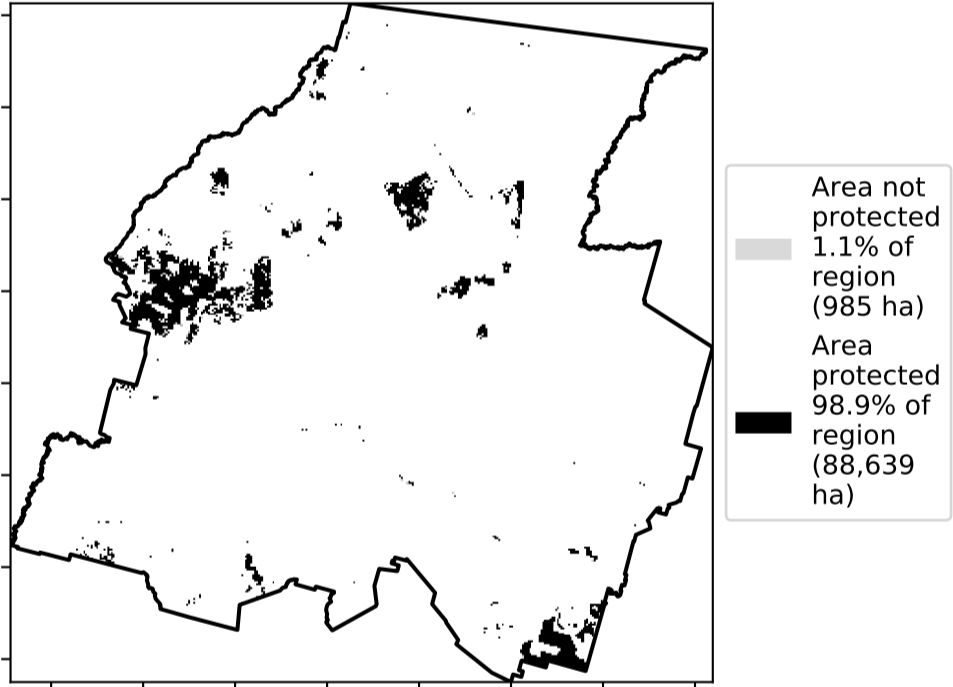 Area not
protected
1.1% of
region
(985 ha)
Area
protected
98.9% of
region
(88,639
ha)